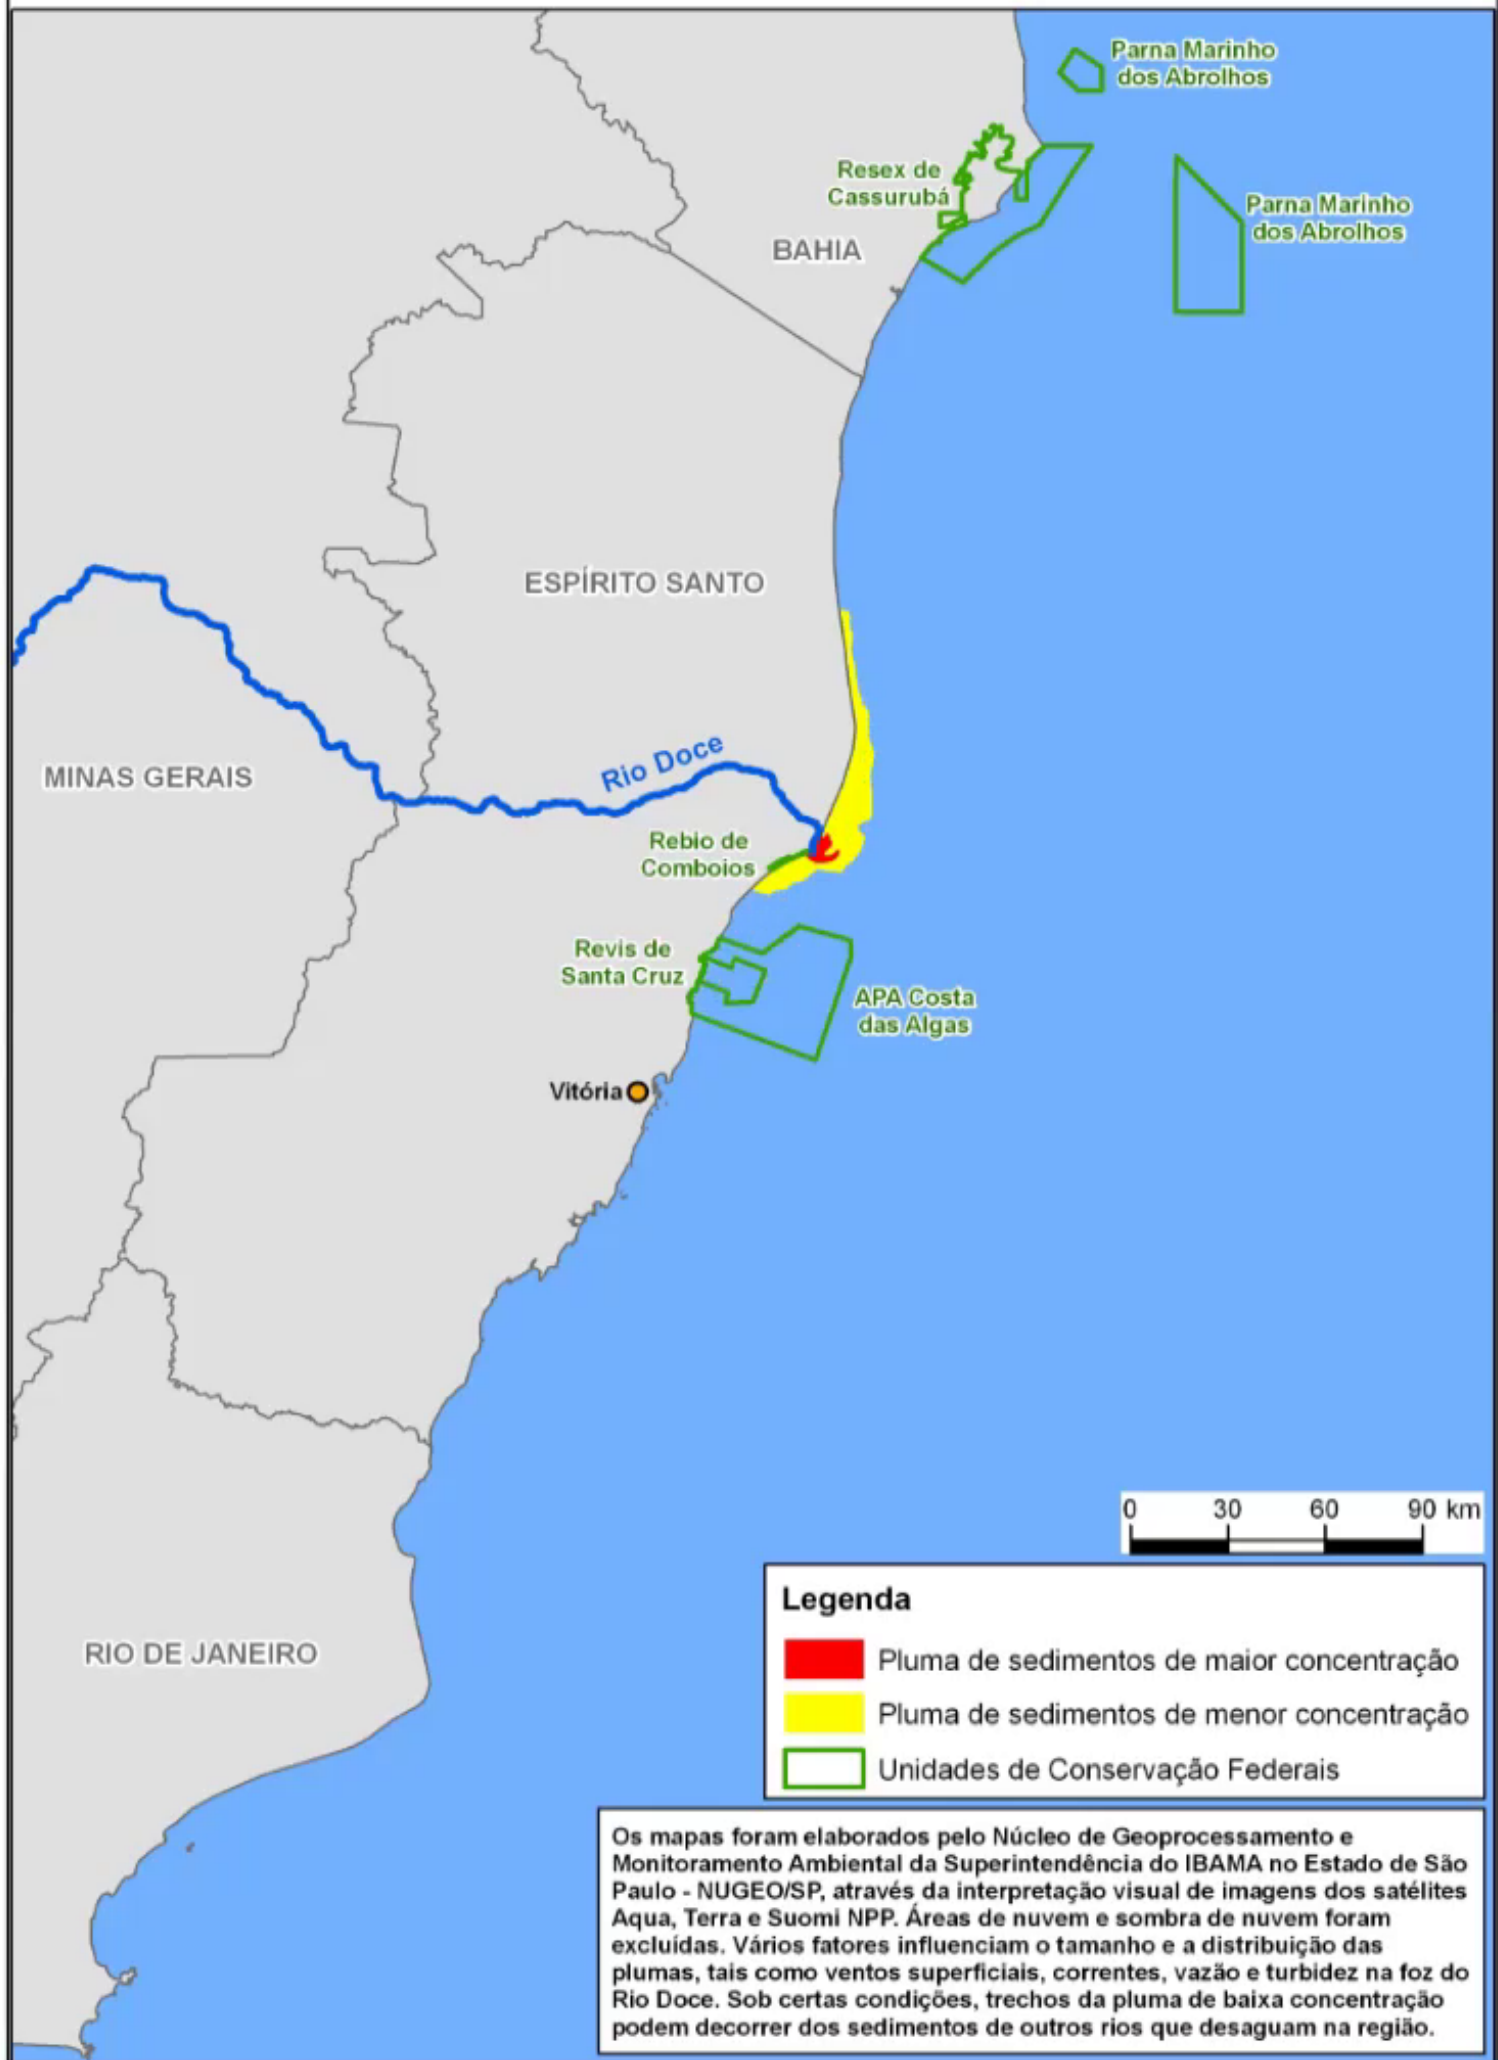 Parna Marinho
dos Abrolhos
Resex de
Cassurubá
Parna Marinho
dos Abrolhos
BAHIA
ESPÍRITO SANTO
Rio Doce
MINAS GERAIS
Rebio de
Comboios
Revis de
Santa Cruz
APA Costa
das Algas
Vitória
0 30 60 90 km
RIO DE JANEIRO
Legenda
Pluma de sedimentos de maior concentração
Pluma de sedimentos de menor concentração
Unidades de Conservação Federais
Os mapas foram elaborados pelo Núcleo de Geoprocessamento e
Monitoramento Ambiental da Superintendência do IBAMA no Estado de São
Paulo - NUGEO/SP, através da interpretação visual de imagens dos satélites
Aqua, Terra e Suomi NPP. Áreas de nuvem e sombra de nuvem foram
excluídas. Vários fatores influenciam o tamanho e a distribuição das
plumas, tais como ventos superficiais, correntes, vazão e turbidez na foz do
Rio Doce. Sob certas condições, trechos da pluma de baixa concentração
podem decorrer dos sedimentos de outros rios que desaguam na região.